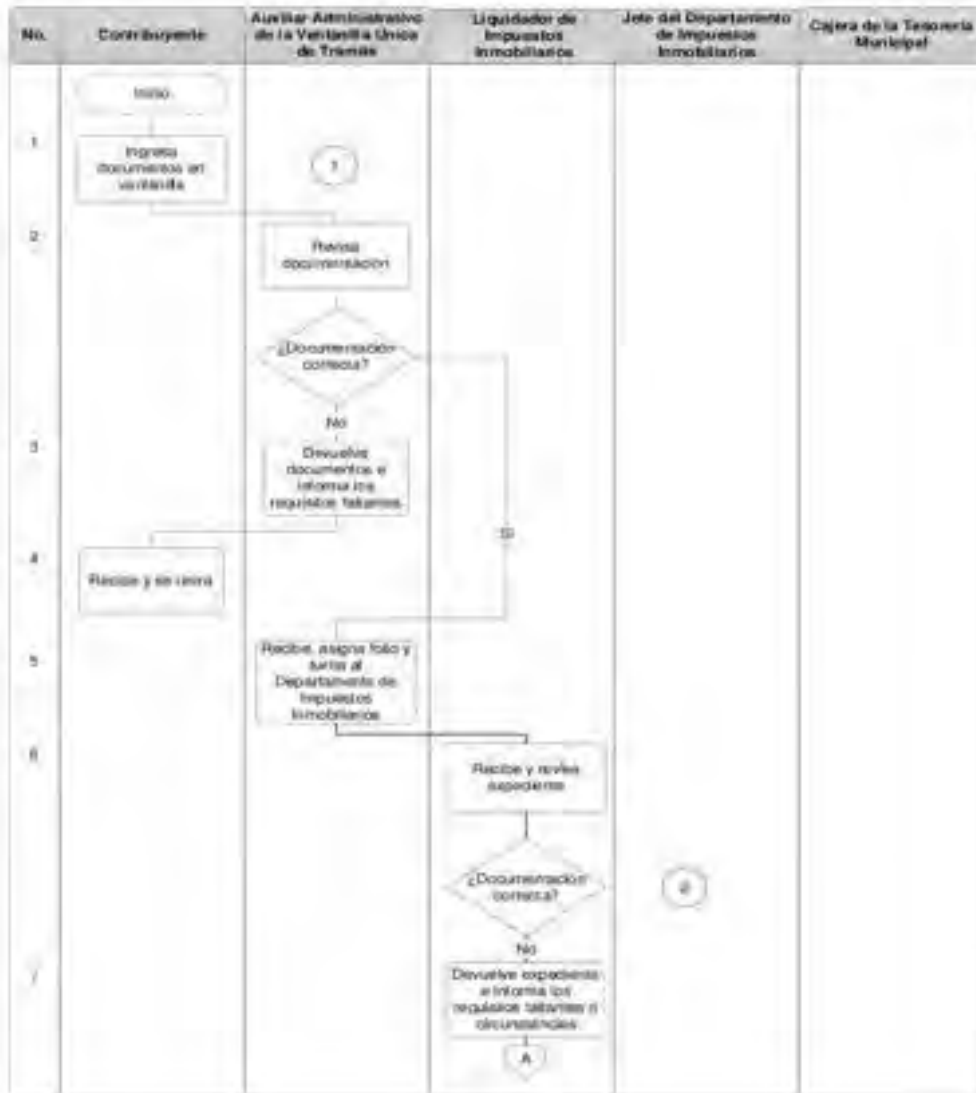 No.
Contribuyente
Auxiliar Administrativo
de la Ventanilla Única
de Trámite
Liquidador de
Impuestos
Inmobiliarios
Jefe del Departamento
de Impuestos
Inmobiliarios
Cajera de la Tesorería
Municipal
Inicio
1
Ingresa
documentos en
ventanilla
1
2
Revisa
documentación
¿Documentación
correcta?
No
3
Devuelve
documentos e
informa los
requisitos faltantes
Si
4
Recibe y se retira
5
Recibe, asigna folio y
turna al
Departamento de
Impuestos
Inmobiliarios
6
Recibe y revisa
expediente
¿Documentación
correcta?
2
No
7
Devuelve expediente
e informa los
requisitos faltantes o
circunstancias
A